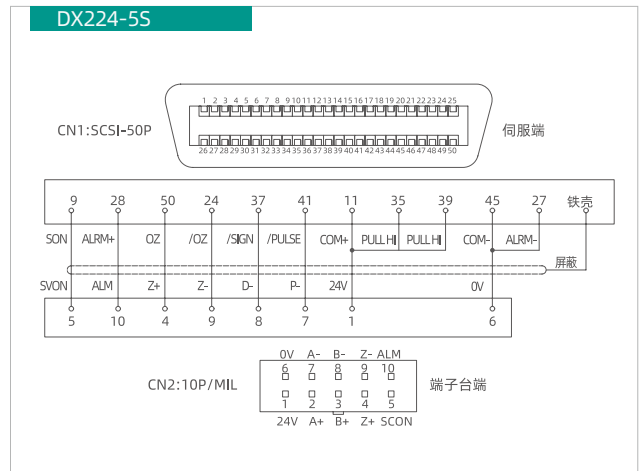 DX224-5S
1 2 3 4 5 6 7 8 9 10 11 12 13 14 15 16 17 18 19 20 21 22 23 24 25
CN1:SCSI-50P 伺服端
26 27 28 29 30 31 32 33 34 35 36 37 38 39 40 41 42 43 44 45 46 47 48 49 50
9 28 50 24 37 41 11 35 39 45 27 铁壳
SON ALRM+ OZ /OZ /SIGN /PULSE COM+ PULLHI PULLHI COM- ALRM-
屏蔽
SVON ALM Z+ Z- D- P- 24V 0V
5 10 4 9 8 7 1 6
0V A- B- Z- ALM
6 7 8 9 10
CN2:10P/MIL 端子台端
1 2 3 4 5
24V A+ B+ Z+ SCON